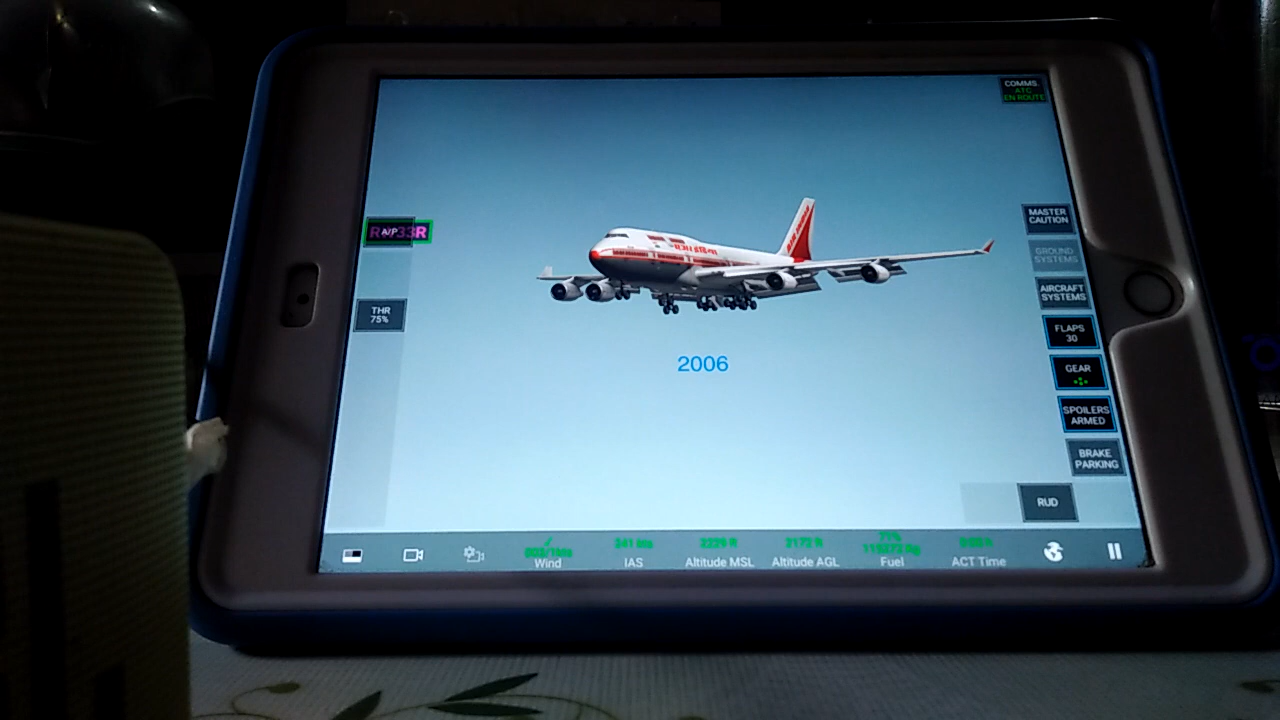 COMMS
ATC
EN ROUTE
A/P
MASTER
CAUTION
GROUND
SYSTEMS
AIRCRAFT
SYSTEMS
THR
75%
FLAPS
30
2006
GEAR
SPOILERS
ARMED
BRAKE
PARKING
RUD
Wind
IAS
Altitude MSL
Altitude AGL
77%
Fuel
ACT Time